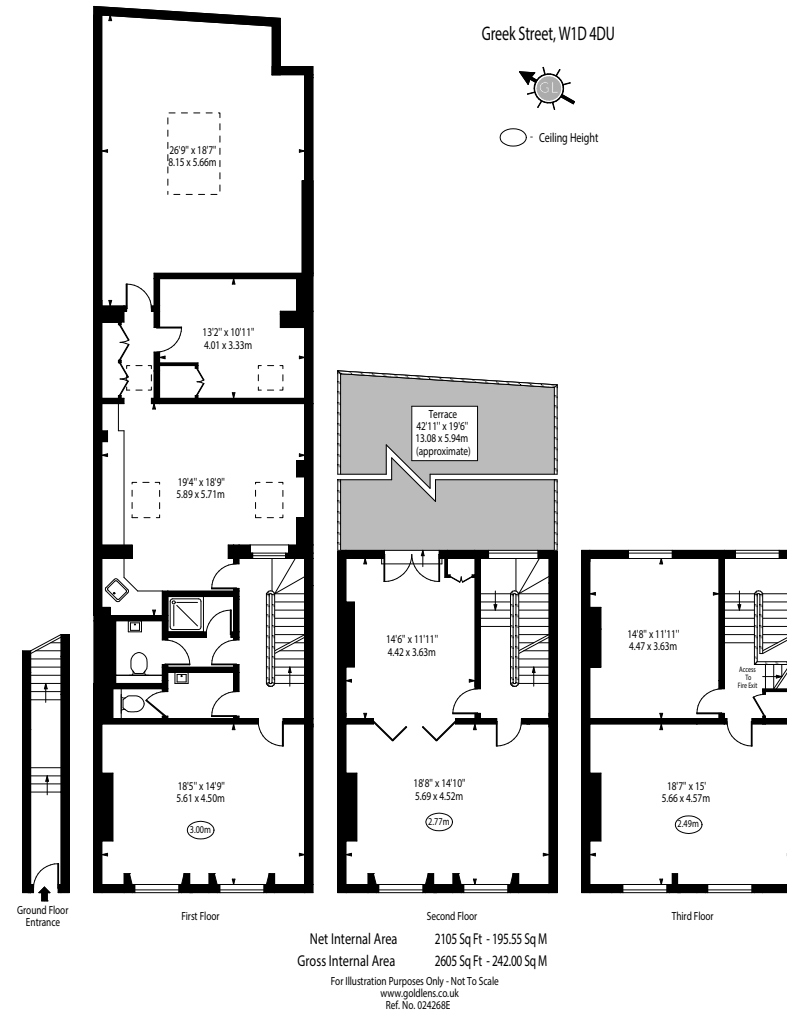 Greek Street, W1D 4DU
GL
- Ceiling Height
26'9" x 18'7"
8.15 x 5.66m
13'2" x 10'11"
4.01 x 3.33m
19'4" x 18'9"
5.89 x 5.71m
18'5" x 14'9"
5.61 x 4.50m
3.00m
Ground Floor
Entrance
First Floor
Terrace
42'11" x 19'6"
13.08 x 5.94m
(approximate)
14'6" x 11'11"
4.42 x 3.63m
18'8" x 14'10"
5.69 x 4.52m
2.77m
Second Floor
14'8" x 11'11"
4.47 x 3.63m
Access
To
Fire Exit
18'7" x 15'
5.66 x 4.57m
2.49m
Third Floor
Net Internal Area 2105 Sq Ft - 195.55 Sq M
Gross Internal Area 2605 Sq Ft - 242.00 Sq M
For Illustration Purposes Only - Not To Scale
www.goldlens.co.uk
Ref. No. 024268E